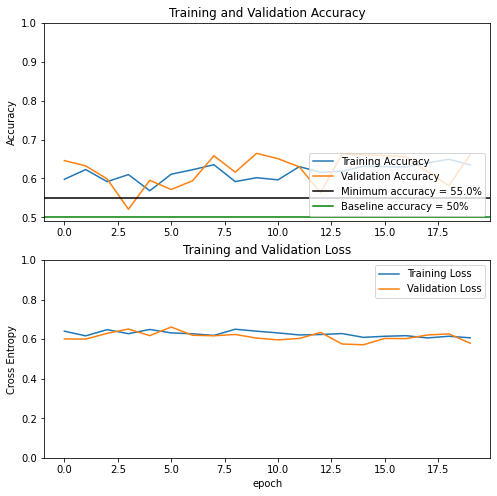 Training and Validation Accuracy
1.0
0.9
0.8
0.7
0.6
0.5
Accuracy
Training Accuracy
Validation Accuracy
Minimum accuracy = 55.0%
Baseline accuracy = 50%
0.0 2.5 5.0 7.5 10.0 12.5 15.0 17.5
Training and Validation Loss
1.0
0.8
0.6
0.4
0.2
0.0
Cross Entropy
Training Loss
Validation Loss
0.0 2.5 5.0 7.5 10.0 12.5 15.0 17.5
epoch